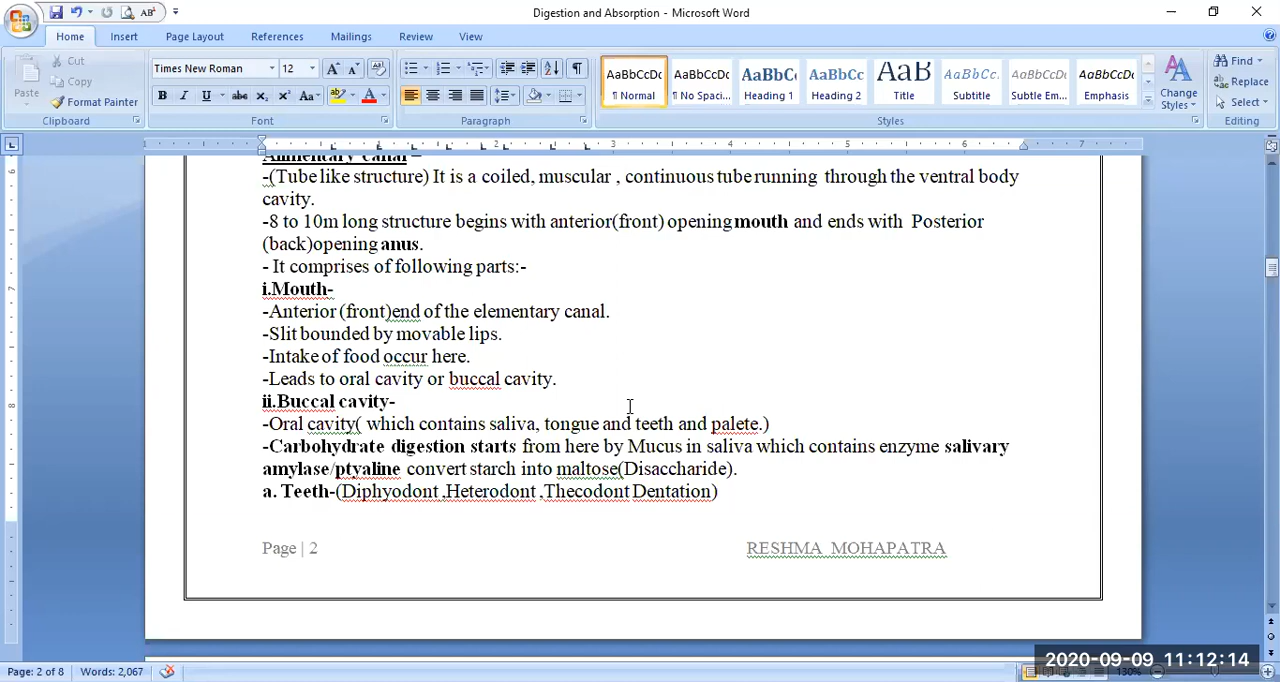 Digestion and Absorption - Microsoft Word
Home Insert Page Layout References Mailings Review View
Cut
Copy
Format Painter
Paste
Clipboard
Times New Roman 12
Font
Paragraph
AaBbCcDc AaBbCcDc AaBbC AaBbCc AaB AaBbCc. AaBbCcDc AaBbCcDc
¶ Normal ¶ No Spaci... Heading 1 Heading 2 Title Subtitle Subtle Em... Emphasis
Change Styles
Styles
Find
Replace
Select
Editing
Alimentary canal –
-(Tube like structure) It is a coiled, muscular , continuous tube running through the ventral body
cavity.
-8 to 10m long structure begins with anterior(front) opening mouth and ends with Posterior
(back)opening anus.
- It comprises of following parts:-
i.Mouth-
-Anterior (front)end of the elementary canal.
-Slit bounded by movable lips.
-Intake of food occur here.
-Leads to oral cavity or buccal cavity.
ii.Buccal cavity-
-Oral cavity( which contains saliva, tongue and teeth and palete.)
-Carbohydrate digestion starts from here by Mucus in saliva which contains enzyme salivary
amylase/ptyaline convert starch into maltose(Disaccharide).
a. Teeth-(Diphyodont ,Heterodont ,Thecodont Dentation)
Page | 2 RESHMA MOHAPATRA
2020-09-09 11:12:14
Page: 2 of 8 Words: 2,067 130%